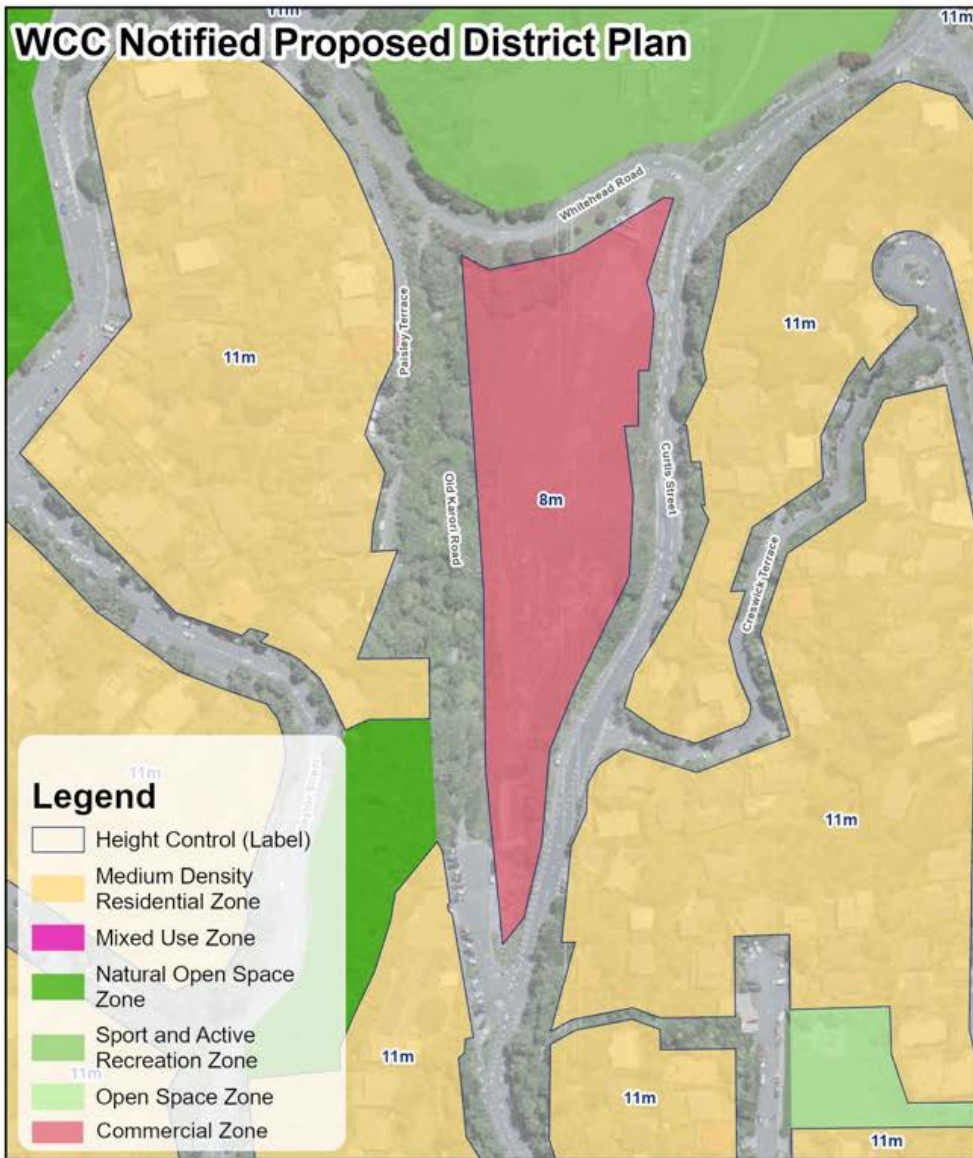 11m
11m
WCC Notified Proposed District Plan
Whitehead Road
Paisley Terrace
11m
11m
Old Karori Road
Curtis Street
8m
Creswick Terrace
11m
11m
Legend
Height Control (Label)
Medium Density
Residential Zone
Mixed Use Zone
Natural Open Space
Zone
Sport and Active
Recreation Zone
Open Space Zone
Commercial Zone
11m
11m
11m
11m